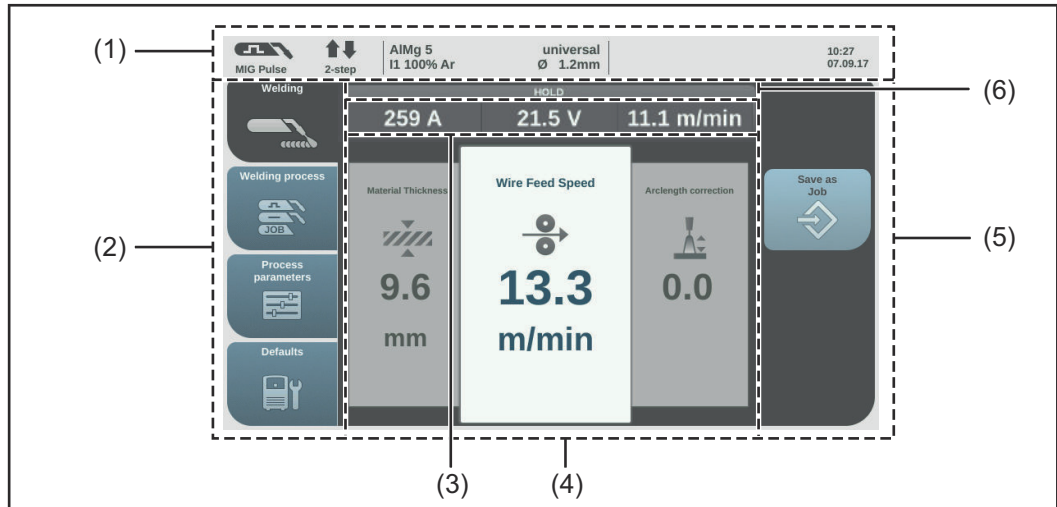 (1)
MIG Pulse
2-step
AlMg 5
I1 100% Ar
universal
Ø 1.2mm
10:27
07.09.17
(6)
(2)
Welding
Welding process
JOB
Process
parameters
Defaults
HOLD
259 A
21.5 V
11.1 m/min
Material Thickness
9.6
mm
Wire Feed Speed
13.3
m/min
Arclength correction
0.0
Save as
Job
(5)
(3)
(4)